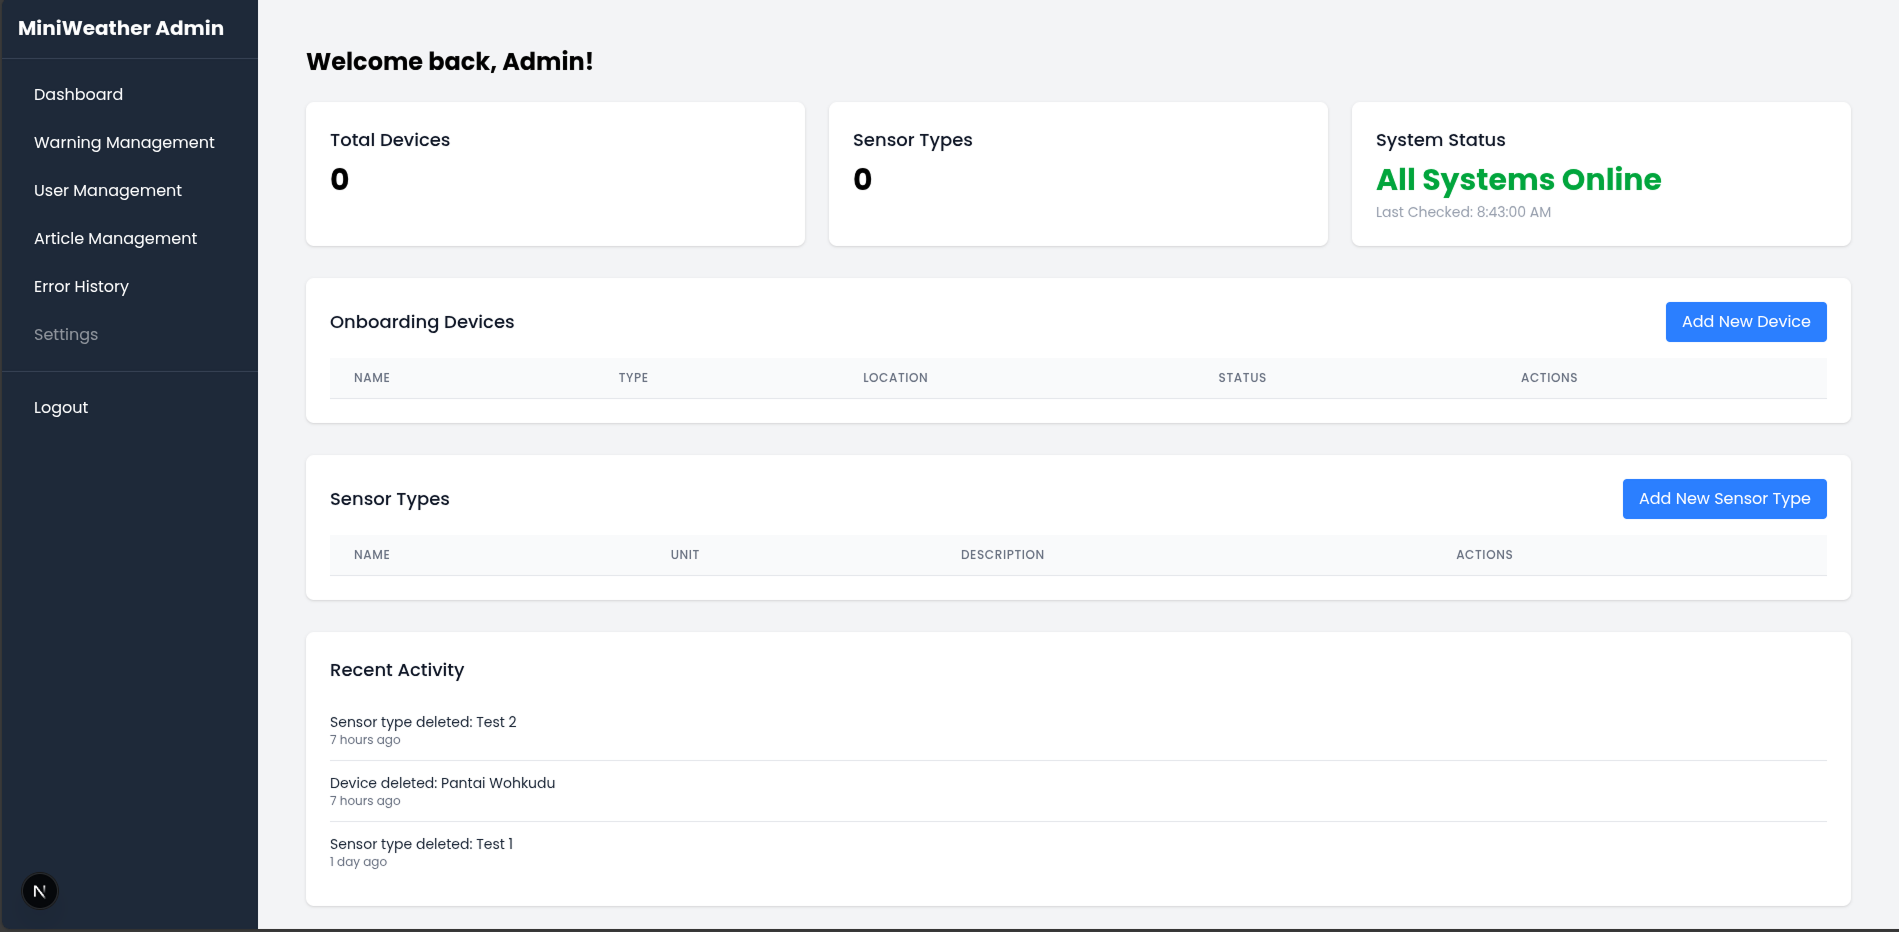 MiniWeather Admin
Dashboard
Warning Management
User Management
Article Management
Error History
Settings
Logout
N
Welcome back, Admin!
Total Devices
0
Sensor Types
0
System Status
All Systems Online
Last Checked: 8:43:00 AM
Onboarding Devices
Add New Device
NAME TYPE LOCATION STATUS ACTIONS
Sensor Types
Add New Sensor Type
NAME UNIT DESCRIPTION ACTIONS
Recent Activity
Sensor type deleted: Test 2
7 hours ago
Device deleted: Pantai Wohkudu
7 hours ago
Sensor type deleted: Test 1
1 day ago